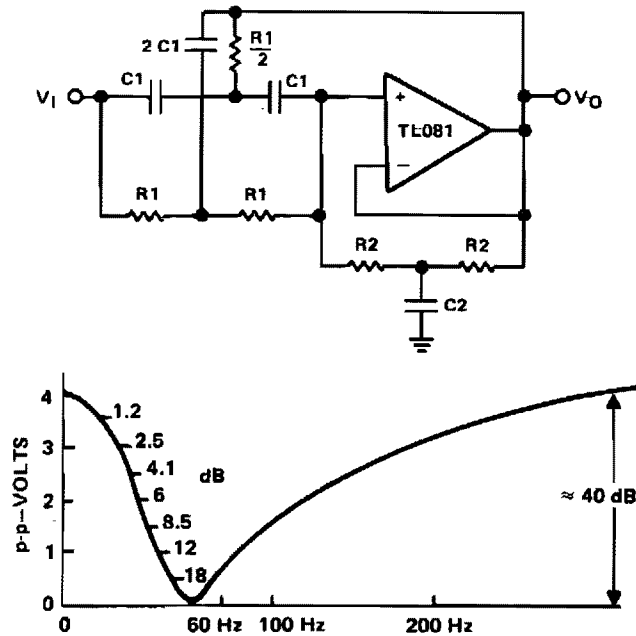 2 C1
R1
2
C1
C1
VI
+
TL081
−
VO
R1
R1
R2
R2
C2
p-p–VOLTS
4
3
2
1
0
1.2
2.5
4.1
dB
6
8.5
12
18
≈ 40 dB
0
60 Hz
100 Hz
200 Hz